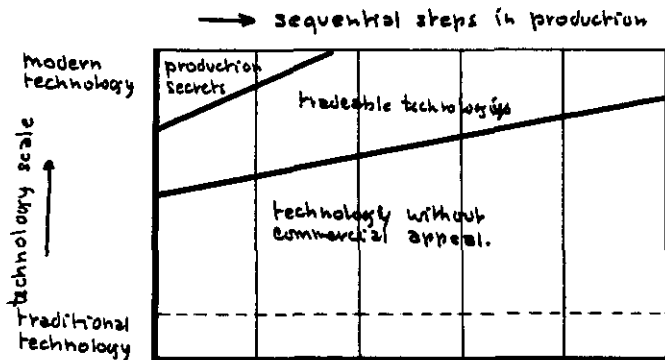 sequential steps in production
modern
technology
production
secrets
tradeable technologies
technology scale
technology without
commercial appeal.
traditional
technology